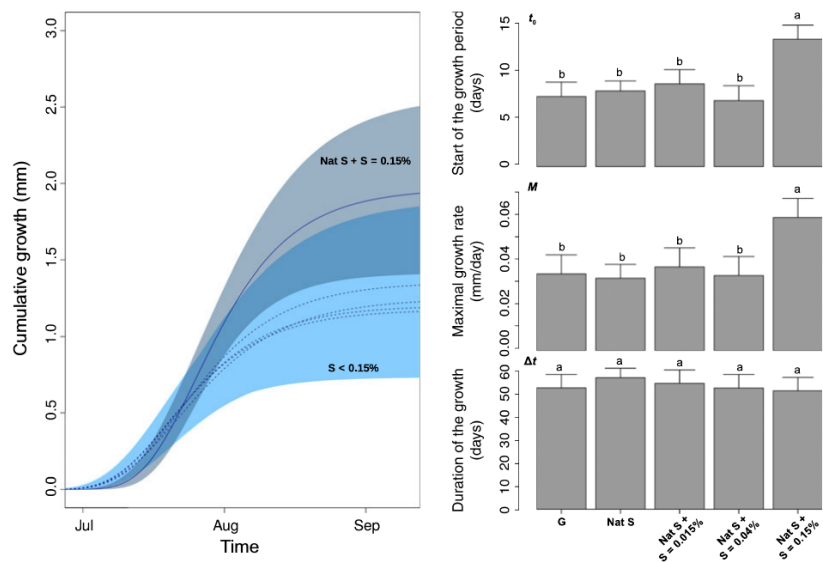 3.0
2.5
2.0
1.5
1.0
0.5
0.0
Cumulative growth (mm)
Nat S + S = 0.15%
S < 0.15%
Jul
Aug
Sep
Time
Start of the growth period
(days)
15
10
5
0
t₀
b
b
b
b
a
Maximal growth rate
(mm/day)
0.06
0.04
0.02
0.00
M
b
b
b
b
a
Duration of the growth
(days)
60
50
40
30
20
10
0
Δt
a
a
a
a
a
G
Nat S
Nat S +
S = 0.015%
Nat S +
S = 0.04%
Nat S +
S = 0.15%